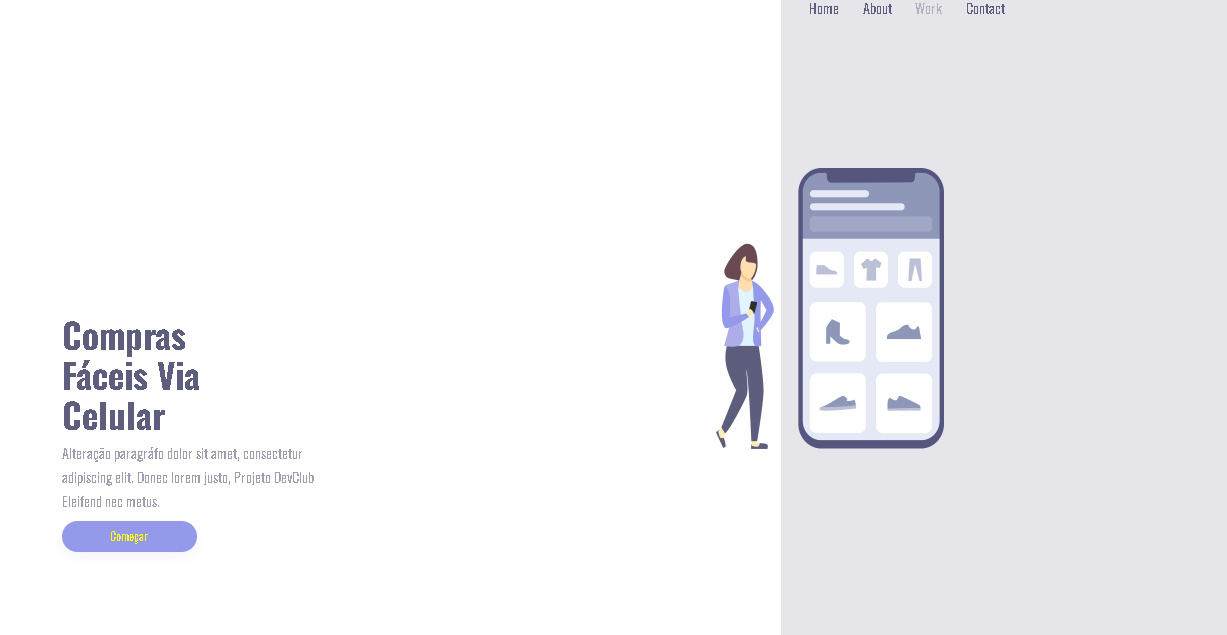 Home About Work Contact
Compras
Fáceis Via
Celular
Alteração paragráfo dolor sit amet, consectetur
adipiscing elit. Donec lorem justo, Projeto DevClub
Eleifend nec metus.
Começar